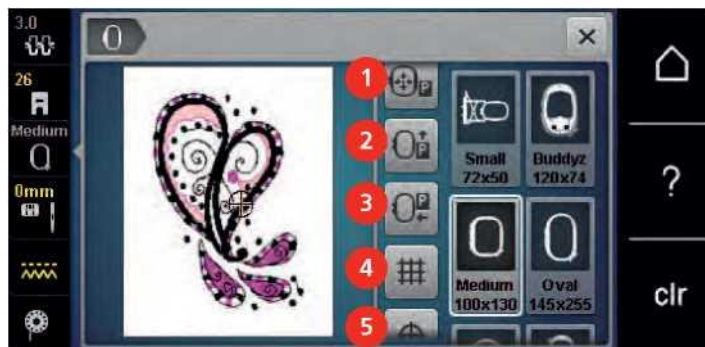 3.0
26
Medium
0mm
1
P
2
P
3
P
4
5
Small
72x50
Buddyz
120x74
Medium
100x130
Oval
145x255
?
clr